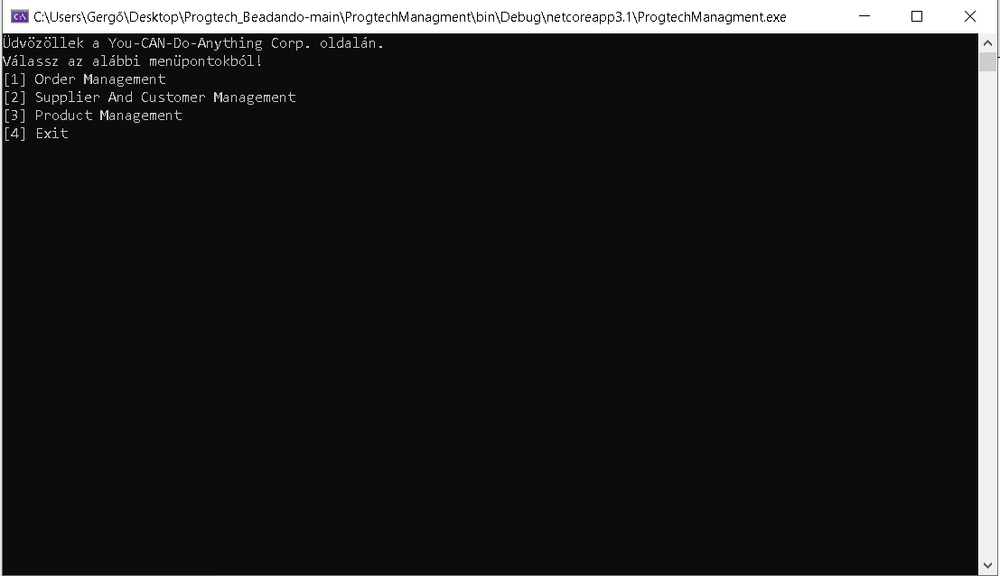 C:\Users\Gergő\Desktop\Progtech_Beadando-main\ProgtechManagment\bin\Debug\netcoreapp3.1\ProgtechManagment.exe
Üdvözöllek a You-CAN-Do-Anything Corp. oldalán.
Válassz az alábbi menüpontokból!
[1] Order Management
[2] Supplier And Customer Management
[3] Product Management
[4] Exit